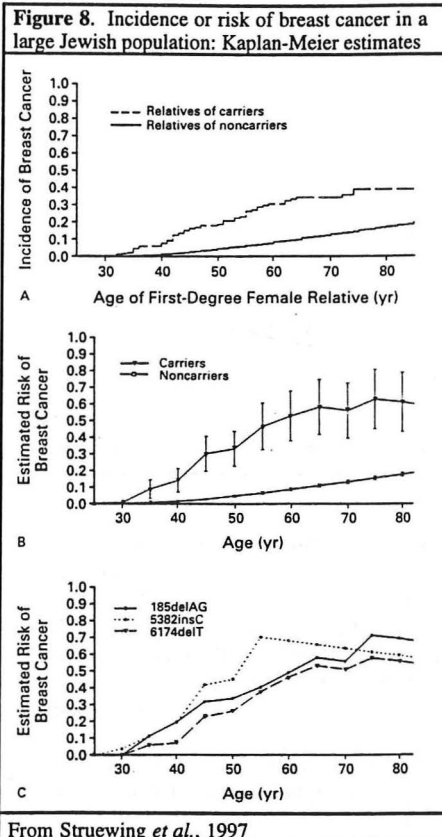 Figure 8. Incidence or risk of breast cancer in a
large Jewish population: Kaplan-Meier estimates
Incidence of Breast Cancer
1.0
0.9
0.8
0.7
0.6
0.5
0.4
0.3
0.2
0.1
0.0
Relatives of carriers
Relatives of noncarriers
30 40 50 60 70 80
A Age of First-Degree Female Relative (yr)
Estimated Risk of
Breast Cancer
1.0
0.9
0.8
0.7
0.6
0.5
0.4
0.3
0.2
0.1
0.0
Carriers
Noncarriers
30 40 50 60 70 80
B Age (yr)
Estimated Risk of
Breast Cancer
1.0
0.9
0.8
0.7
0.6
0.5
0.4
0.3
0.2
0.1
0.0
185delAG
5382insC
6174delT
30 40 50 60 70 80
C Age (yr)
From Struewing et al., 1997